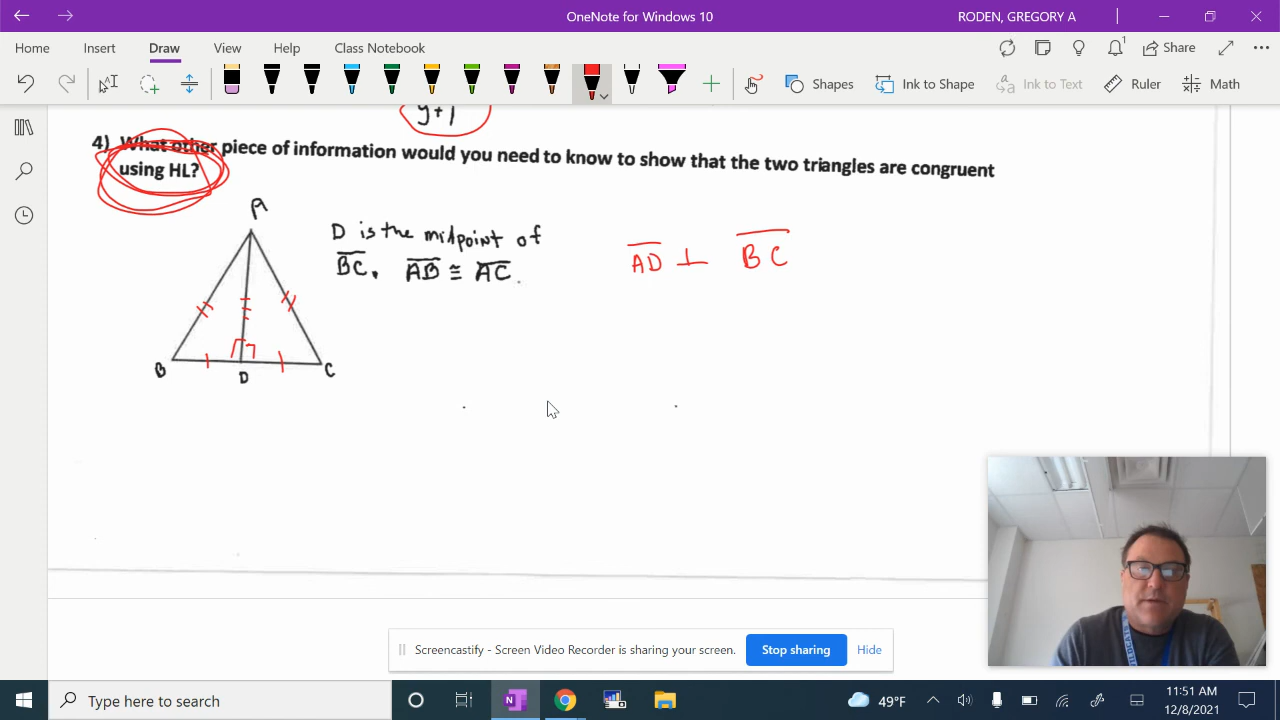 OneNote for Windows 10
RODEN, GREGORY A
Home Insert Draw View Help Class Notebook
Share
Shapes Ink to Shape Ink to Text Ruler Math
y+1
4) What other piece of information would you need to know to show that the two triangles are congruent
using HL?
A
D is the midpoint of
BC. AB ≅ AC.
AD ⊥ BC
B D C
Screencastify - Screen Video Recorder is sharing your screen. Stop sharing Hide
Type here to search
49°F
11:51 AM
12/8/2021